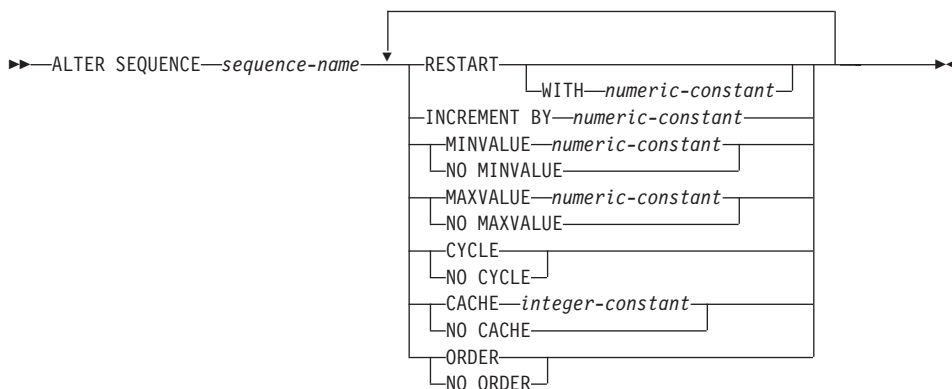 ALTER SEQUENCE sequence-name RESTART
WITH numeric-constant
INCREMENT BY numeric-constant
MINVALUE numeric-constant
NO MINVALUE
MAXVALUE numeric-constant
NO MAXVALUE
CYCLE
NO CYCLE
CACHE integer-constant
NO CACHE
ORDER
NO ORDER